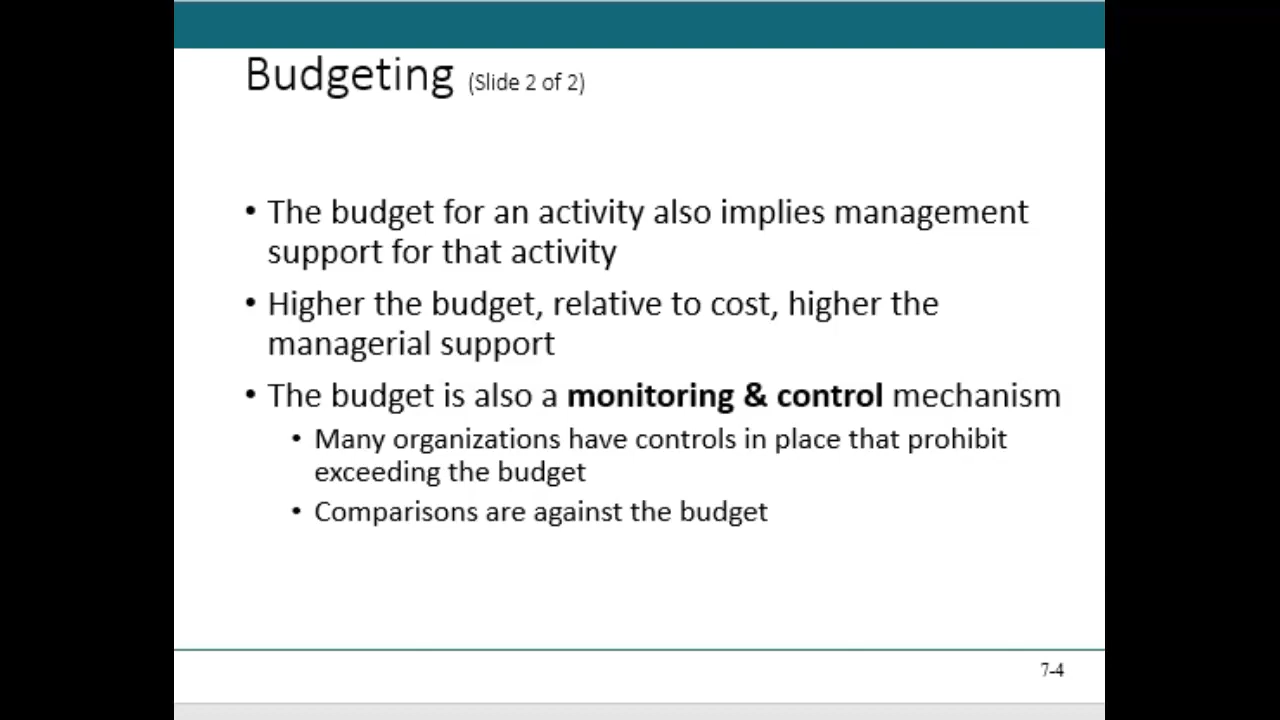 Budgeting (Slide 2 of 2)
• The budget for an activity also implies management
support for that activity
• Higher the budget, relative to cost, higher the
managerial support
• The budget is also a monitoring & control mechanism
• Many organizations have controls in place that prohibit
exceeding the budget
• Comparisons are against the budget
7-4